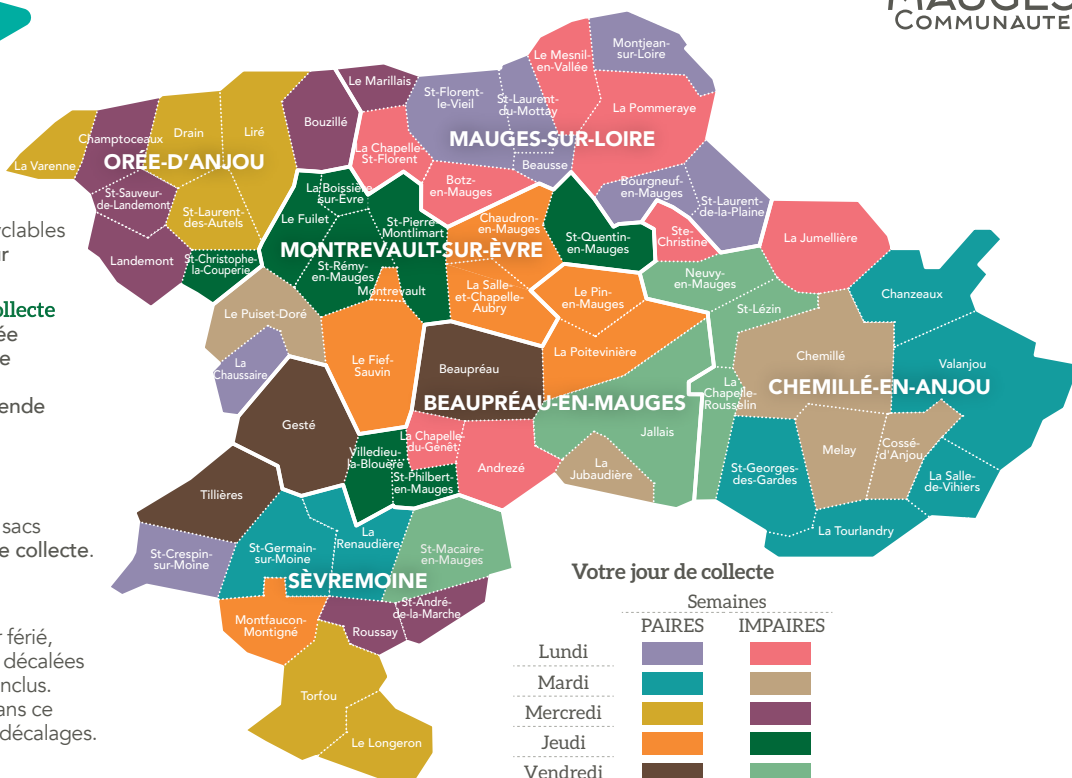 MAUGES
COMMUNAUTÉ
Montjean-
sur-Loire
Le Mesnil-
en-Vallée
Le Marillais
St-Florent-
le-Vieil
St-Laurent-
du-Mottay
La Pommeraye
Bouzillé
Drain
Liré
Champtoceaux
La Varenne
ORÉE-D'ANJOU
MAUGES-SUR-LOIRE
La Chapelle
St-Florent
Beausse
Botz-
en-Mauges
Bourgneuf-
en-Mauges
St-Laurent-
de-la-Plaine
St-Sauveur-
de-Landemont
St-Laurent-
des-Autels
Landemont
St-Christophe-
la-Couperie
La Boissière-
sur-Èvre
Le Fuilet
St-Pierre
Montlimart
Chaudron-
en-Mauges
St-Quentin-
en-Mauges
Ste-
Christine
La Jumellière
MONTREVAULT-SUR-ÈVRE
St-Rémy-
en-Mauges
Montrevault
La Salle-
et-Chapelle-
Aubry
Le Pin-
en-Mauges
Neuvy-
en-Mauges
St-Lézin
Chanzeaux
Le Puiset-Doré
La
Chaussaire
Le Fief-
Sauvin
Beaupréau
La Poitevinière
Chemillé
Valanjou
La
Chapelle-
Rousselin
CHEMILLÉ-EN-ANJOU
BEAUPRÉAU-EN-MAUGES
Gesté
Villedieu-
la-Blouère
La Chapelle-
du-Genêt
St-Philbert-
en-Mauges
Andrezé
Jallais
La
Jubaudière
St-Georges-
des-Gardes
Melay
Cossé-
d'Anjou
La Salle-
de-Vihiers
La Tourlandry
Tillières
St-Crespin-
sur-Moine
St-Germain-
sur-Moine
La
Renaudière
St-Macaire-
en-Mauges
SÈVREMOINE
Montfaucon-
Montigné
Roussay
St-André-
de-la-Marche
Torfou
Le Longeron
clables
ur
ollecte
ée
e
ende
sacs
e collecte.
r férié,
décalées
nclus.
ans ce
décalages.
Votre jour de collecte
Semaines
PAIRES IMPAIRES
Lundi
Mardi
Mercredi
Jeudi
Vendredi